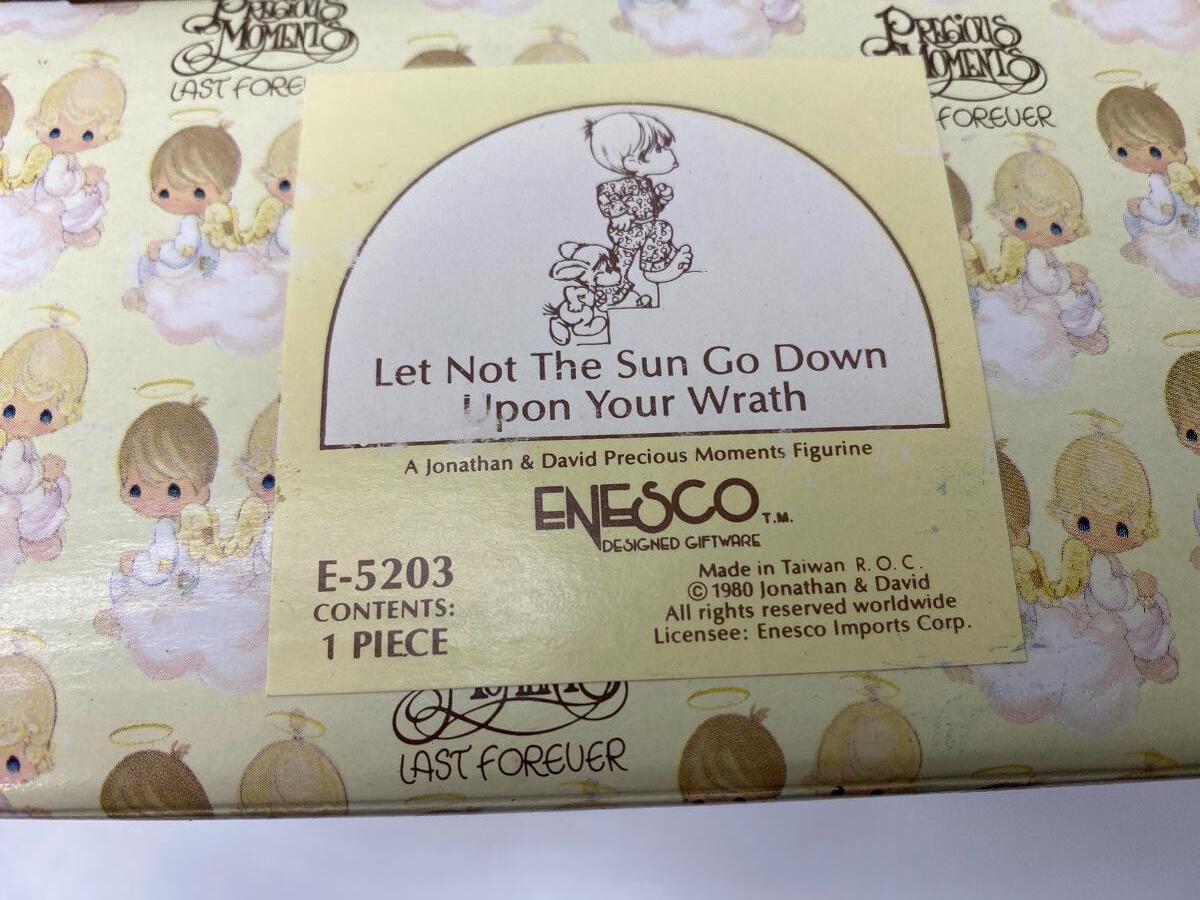 PRECIOUS
MOMENTS
LAST FORE
PRECIOUS
MOMENTS
FOREVER
Let Not The Sun Go Down
Upon Your Wrath
A Jonathan & David Precious Moments Figurine
ENESCO T.M.
DESIGNED GIFTWARE
E-5203
CONTENTS:
1 PIECE
Made in Taiwan R.O.C.
© 1980 Jonathan & David
All rights reserved worldwide
Licensee: Enesco Imports Corp.
LAST FOREVER